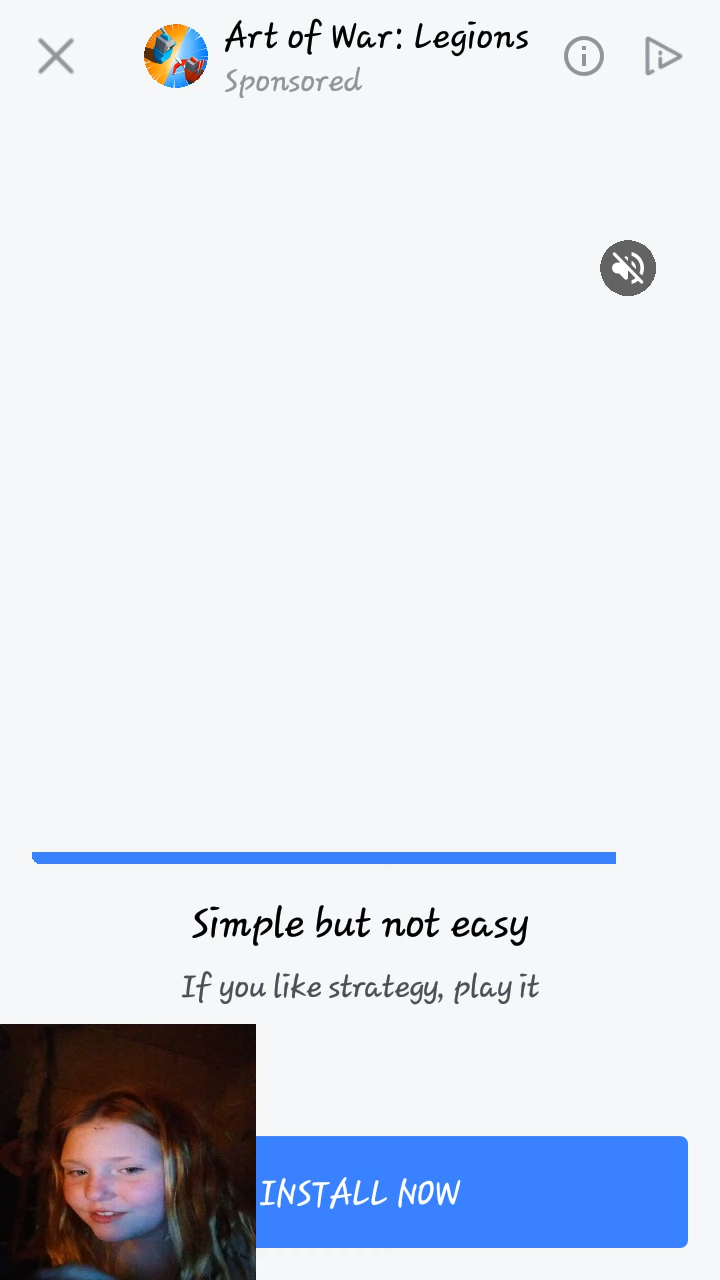 Art of War: Legions
Sponsored
Simple but not easy
If you like strategy, play it
INSTALL NOW